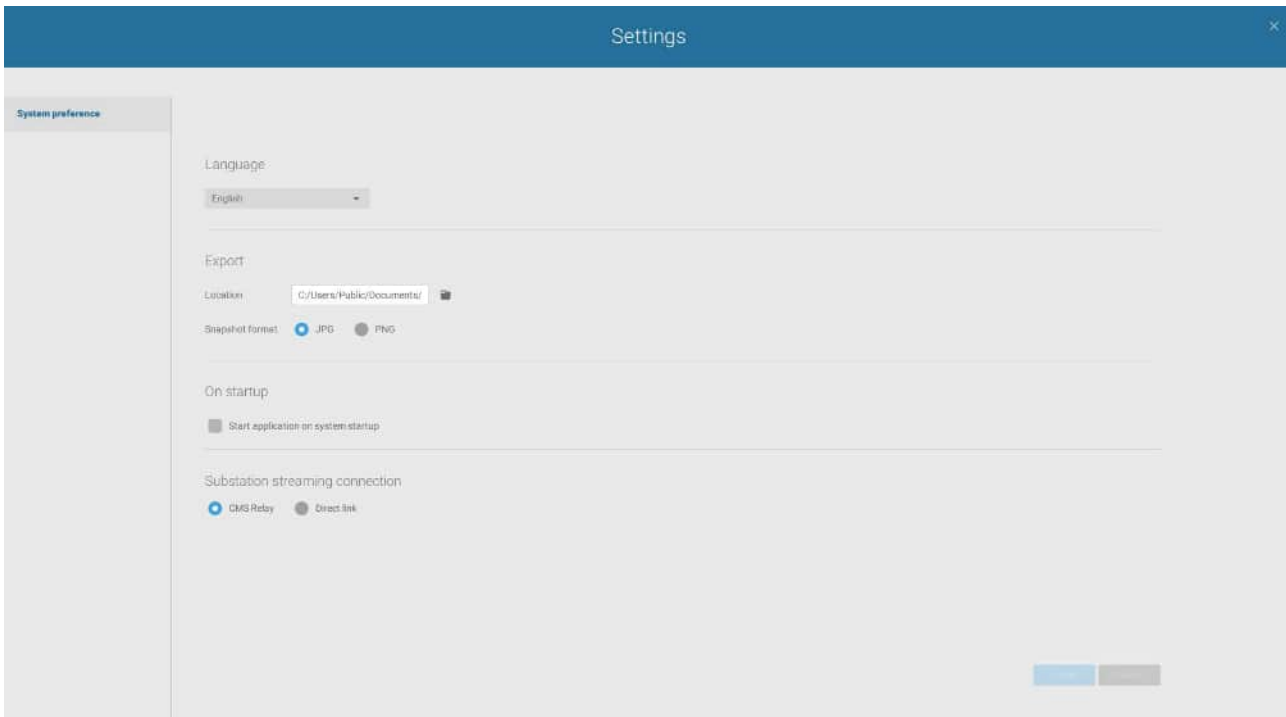 Settings
System preference
Language
English
Export
Location C:/Users/Public/Documents/
Snapshot format JPG PNG
On startup
Start application on system startup
Substation streaming connection
CMS Relay Direct link